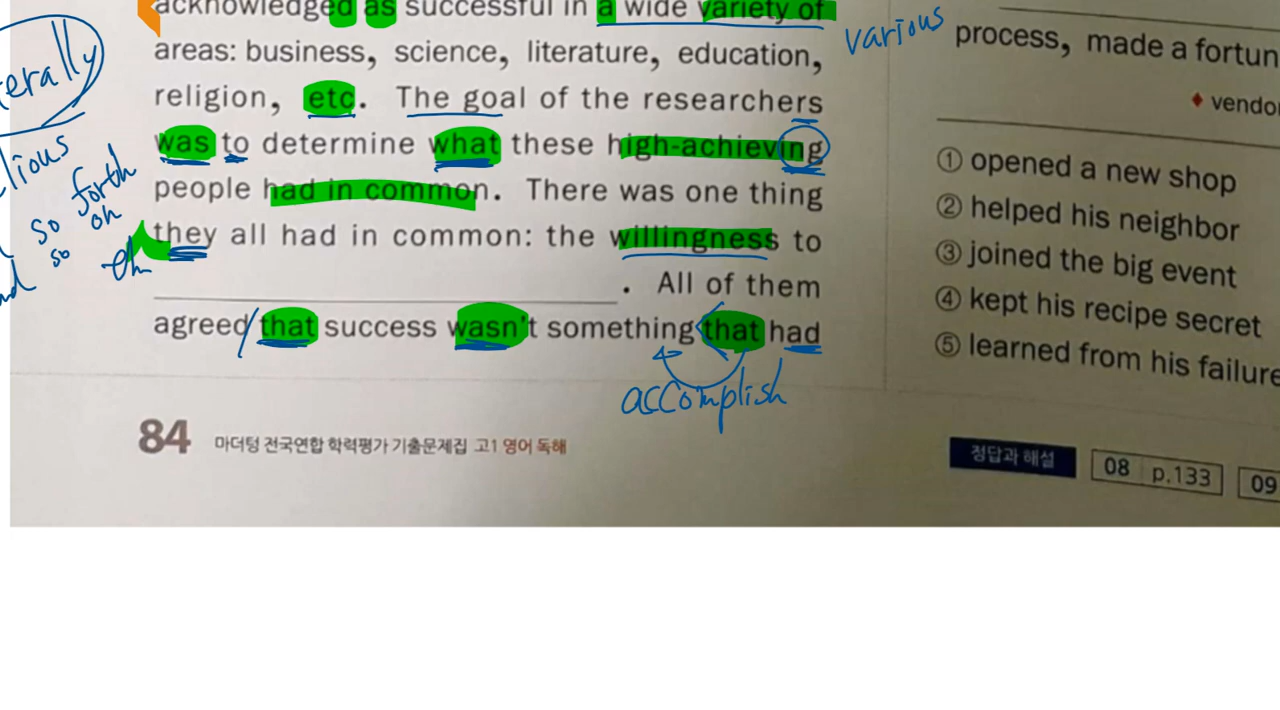 acknowledged as successful in a wide variety of
areas: business, science, literature, education,
religion, etc. The goal of the researchers
was to determine what these high-achieving
people had in common. There was one thing
they all had in common: the willingness to
. All of them
agreed that success wasn't something that had
accomplish
various
so forth
so on
84 마더텅 전국연합 학력평가 기출문제집 고1 영어 독해
process, made a fortun
vendo
① opened a new shop
② helped his neighbor
③ joined the big event
④ kept his recipe secret
⑤ learned from his failure
정답과 해설 08 p.133 09